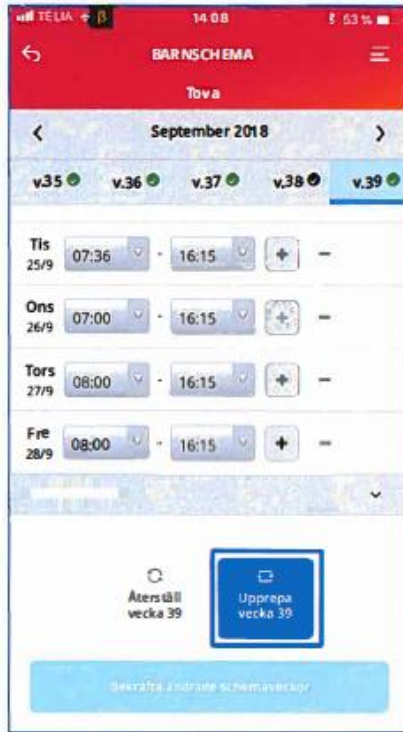 TELIA 14 08 53 %
BARNSCHEMA
Tova
September 2018
v.35 v.36 v.37 v.38 v.39
Tis 07:36 - 16:15 + -
25/9
Ons 07:00 - 16:15 + -
26/9
Tors 08:00 - 16:15 + -
27/9
Fre 08:00 - 16:15 + -
28/9
Återställ
vecka 39
Upprepa
vecka 39
Bekräfta ändrade schemaveckor